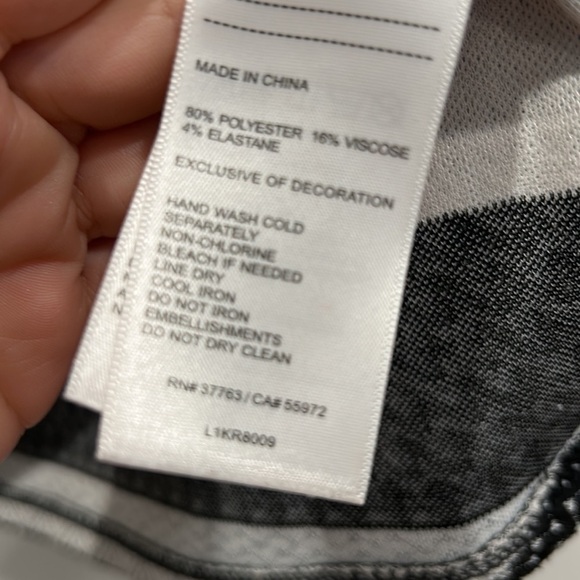 MADE IN CHINA
80% POLYESTER 16% VISCOSE
4% ELASTANE
EXCLUSIVE OF DECORATION
HAND WASH COLD
SEPARATELY
NON-CHLORINE
BLEACH IF NEEDED
LINE DRY
COOL IRON
DO NOT IRON
EMBELLISHMENTS
DO NOT DRY CLEAN
RN# 37763 / CA# 55972
L1KR8009